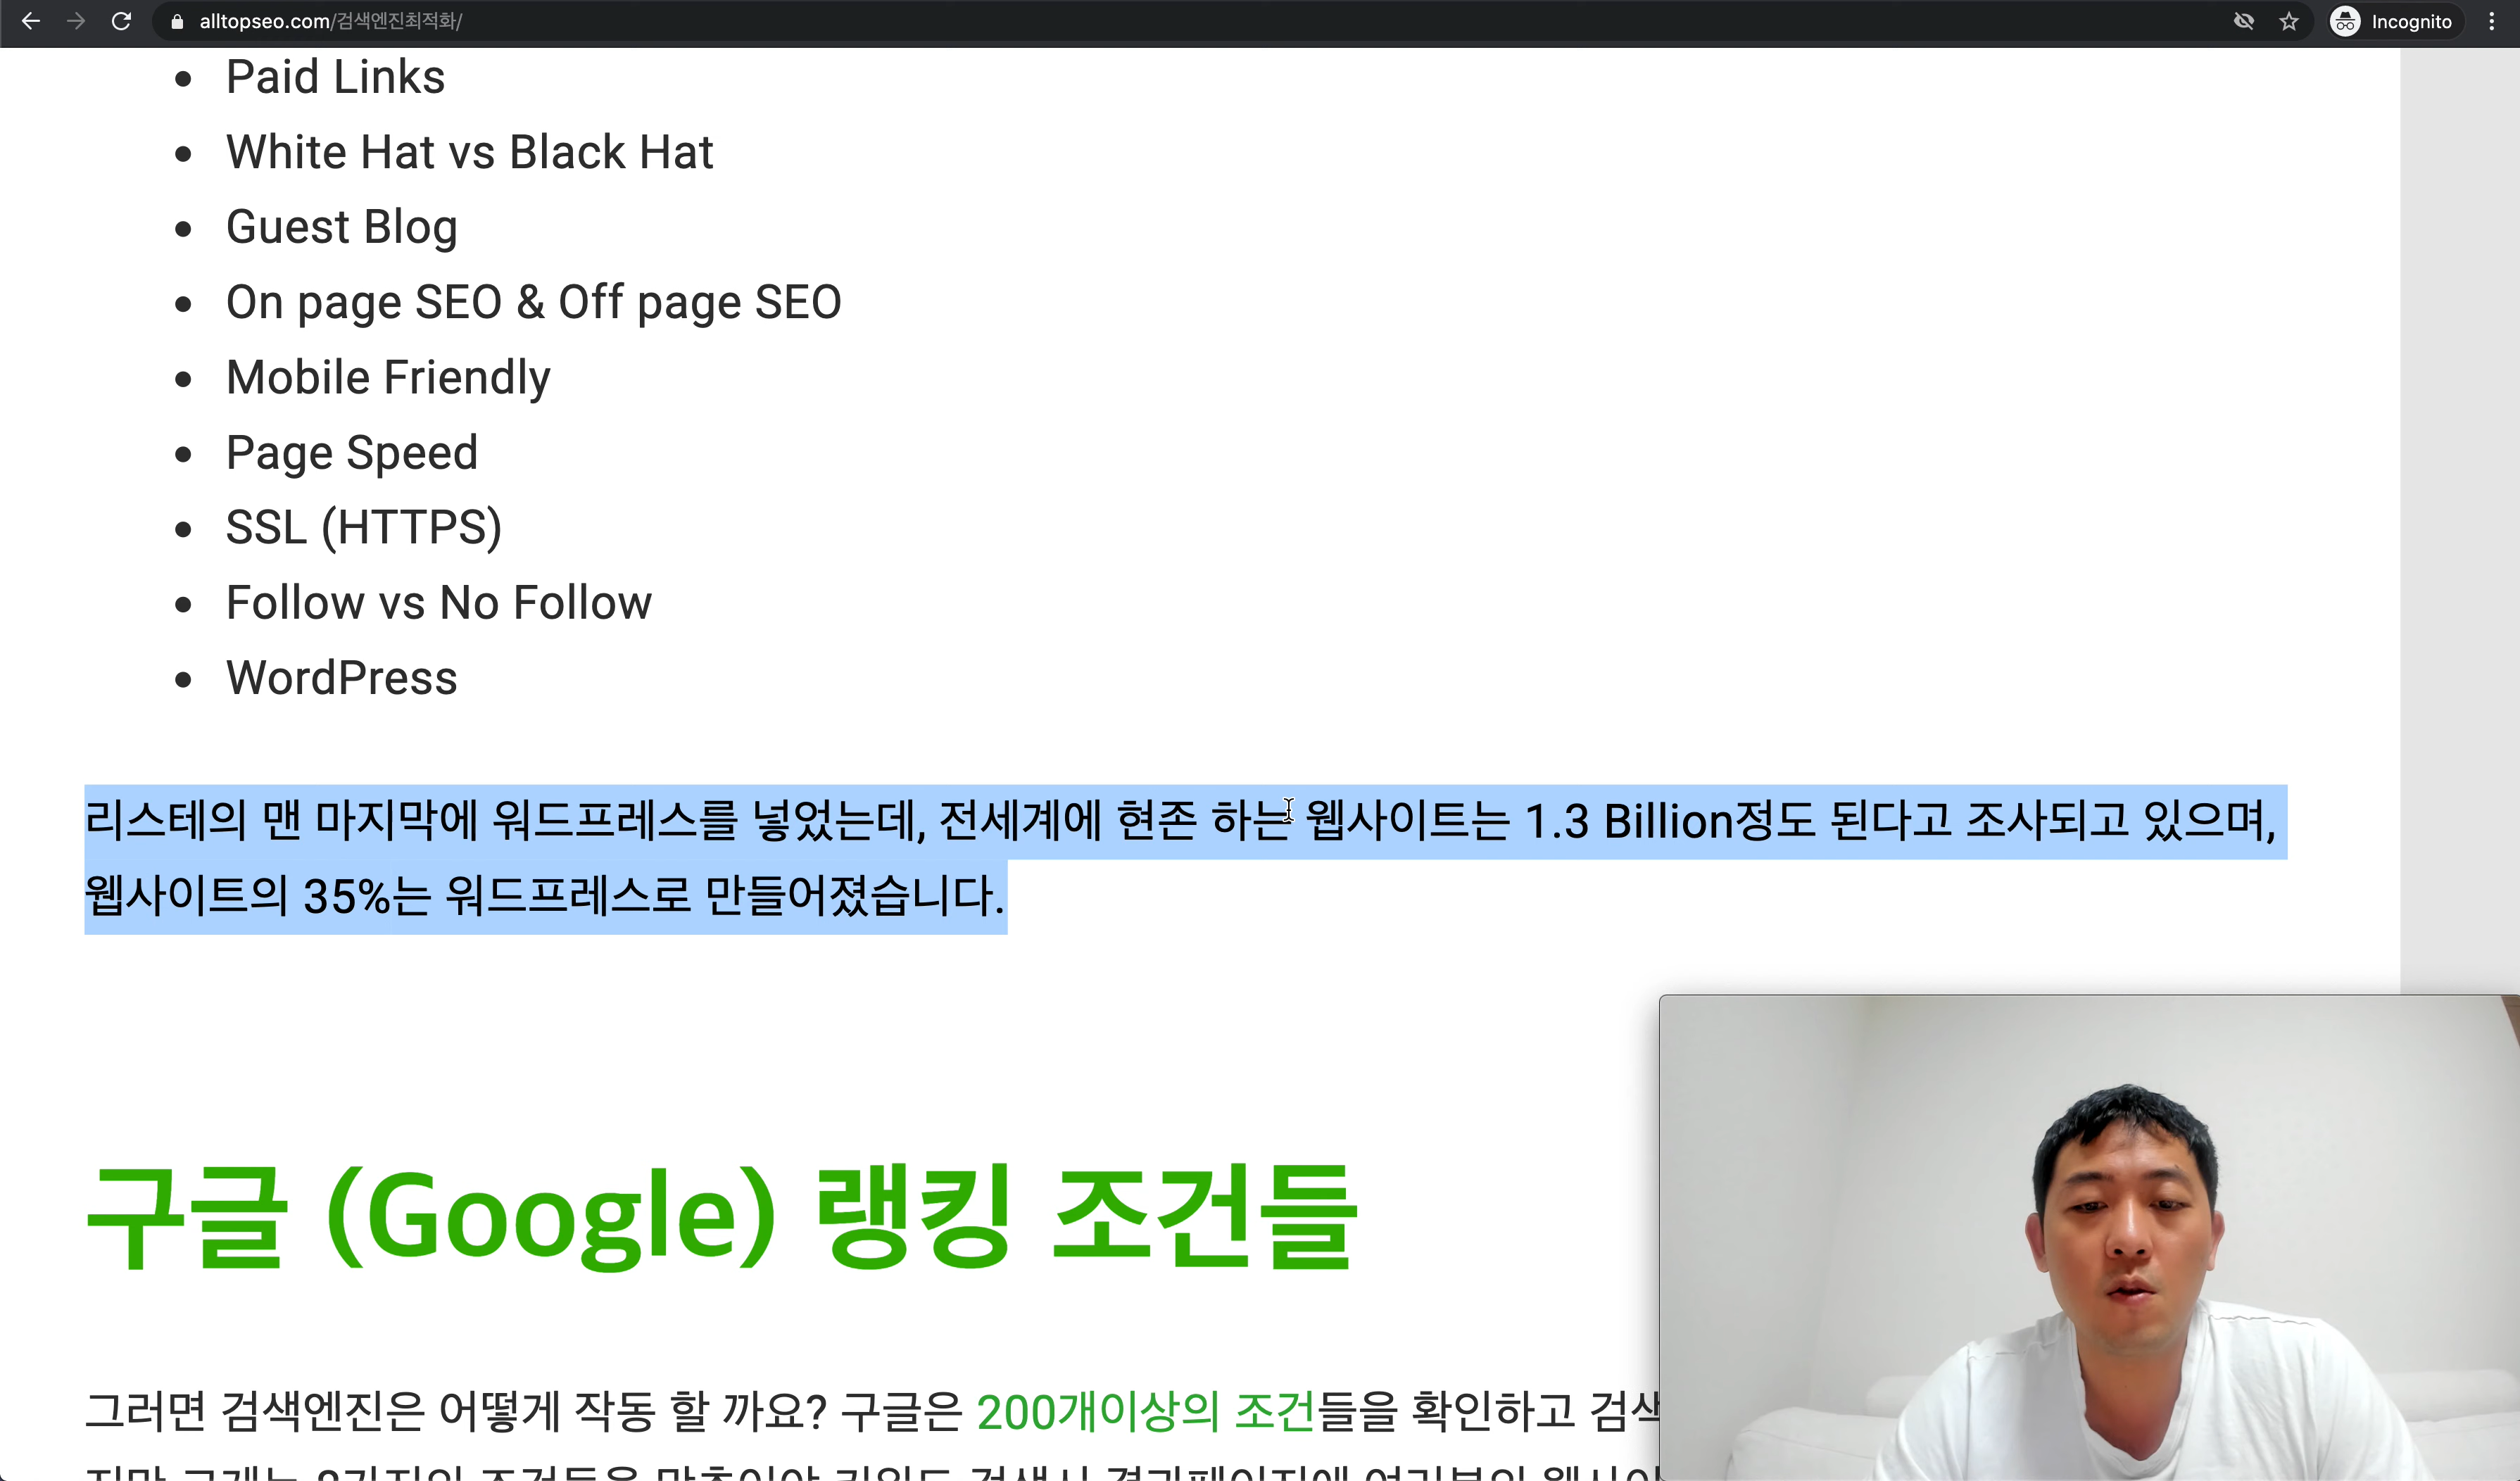 alltopseo.com/검색엔진최적화/
Incognito
Paid Links
White Hat vs Black Hat
Guest Blog
On page SEO & Off page SEO
Mobile Friendly
Page Speed
SSL (HTTPS)
Follow vs No Follow
WordPress
리스테의 맨 마지막에 워드프레스를 넣었는데, 전세계에 현존 하는 웹사이트는 1.3 Billion정도 된다고 조사되고 있으며,
웹사이트의 35%는 워드프레스로 만들어졌습니다.
구글 (Google) 랭킹 조건들
그러면 검색엔진은 어떻게 작동 할 까요? 구글은 200개이상의 조건들을 확인하고